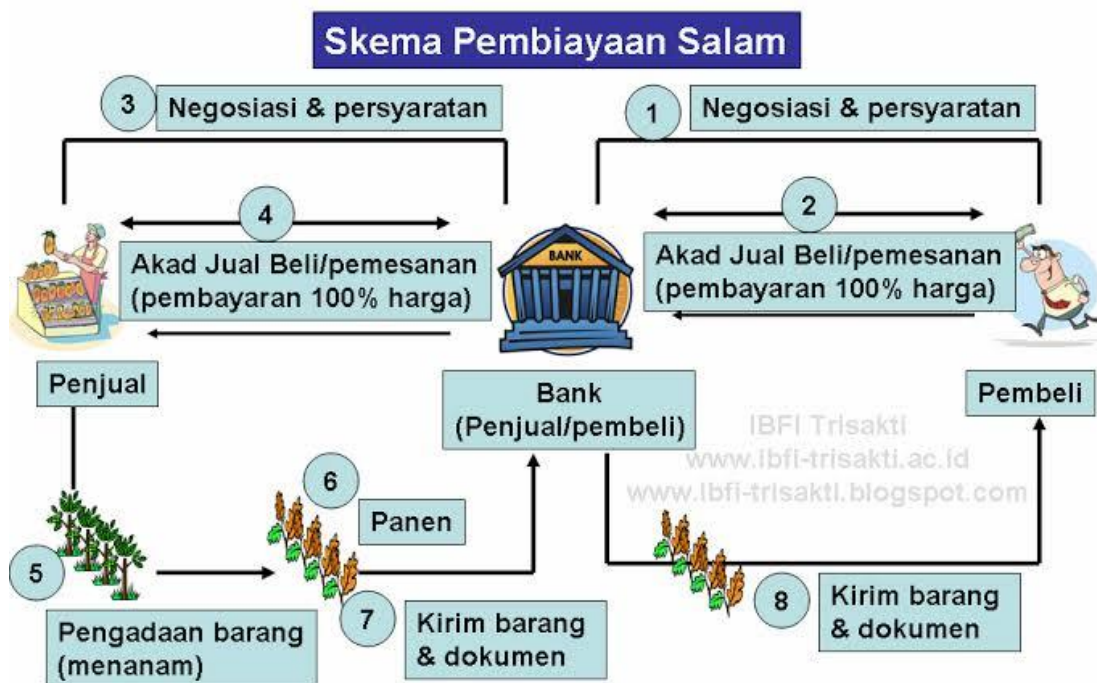 Skema Pembiayaan Salam
3
Negosiasi & persyaratan
1
Negosiasi & persyaratan
4
Akad Jual Beli/pemesanan
(pembayaran 100% harga)
BANK
2
Akad Jual Beli/pemesanan
(pembayaran 100% harga)
Penjual
Bank
(Penjual/pembeli)
Pembeli
IBFI Trisakti
www.ibfi-trisakti.ac.id
www.ibfi-trisakti.blogspot.com
5
Pengadaan barang
(menanam)
6
Panen
7
Kirim barang
& dokumen
8
Kirim barang
& dokumen